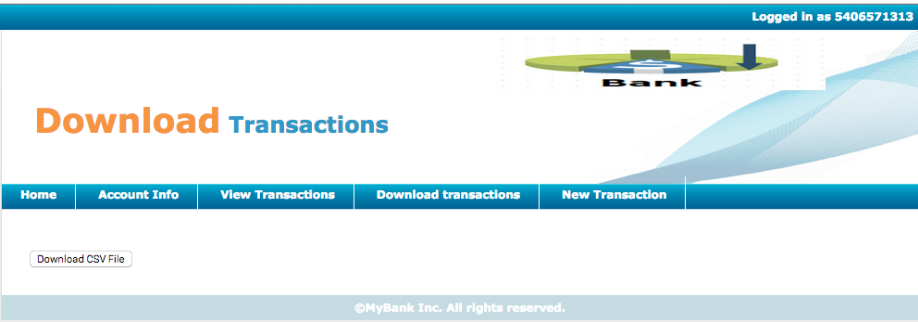 Logged in as 5406571313
Bank
Download Transactions
Home Account Info View Transactions Download transactions New Transaction
Download CSV File
©MyBank Inc. All rights reserved.